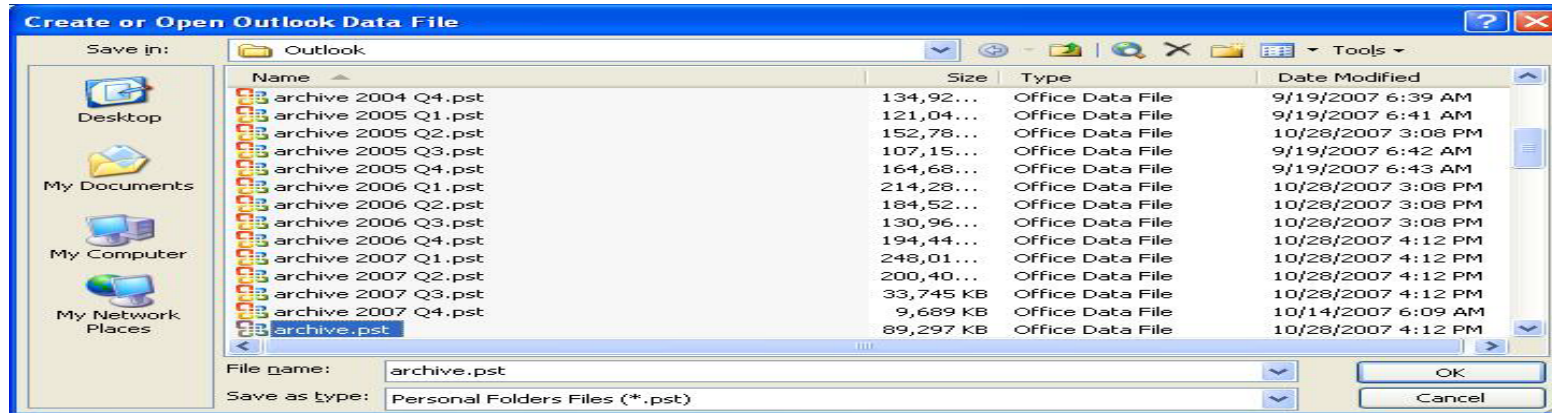 Create or Open Outlook Data File
Save in: Outlook Tools
Name Size Type Date Modified
archive 2004 Q4.pst 134,92... Office Data File 9/19/2007 6:39 AM
archive 2005 Q1.pst 121,04... Office Data File 9/19/2007 6:41 AM
archive 2005 Q2.pst 152,78... Office Data File 10/28/2007 3:08 PM
archive 2005 Q3.pst 107,15... Office Data File 9/19/2007 6:42 AM
archive 2005 Q4.pst 164,68... Office Data File 9/19/2007 6:43 AM
archive 2006 Q1.pst 214,28... Office Data File 10/28/2007 3:08 PM
archive 2006 Q2.pst 184,52... Office Data File 10/28/2007 3:08 PM
archive 2006 Q3.pst 130,96... Office Data File 10/28/2007 3:08 PM
archive 2006 Q4.pst 194,44... Office Data File 10/28/2007 4:12 PM
archive 2007 Q1.pst 248,01... Office Data File 10/28/2007 4:12 PM
archive 2007 Q2.pst 200,40... Office Data File 10/28/2007 4:12 PM
archive 2007 Q3.pst 33,745 KB Office Data File 10/28/2007 4:12 PM
archive 2007 Q4.pst 9,689 KB Office Data File 10/14/2007 6:09 AM
archive.pst 89,297 KB Office Data File 10/28/2007 4:12 PM
Desktop
My Documents
My Computer
My Network
Places
File name: archive.pst OK
Save as type: Personal Folders Files (*.pst) Cancel